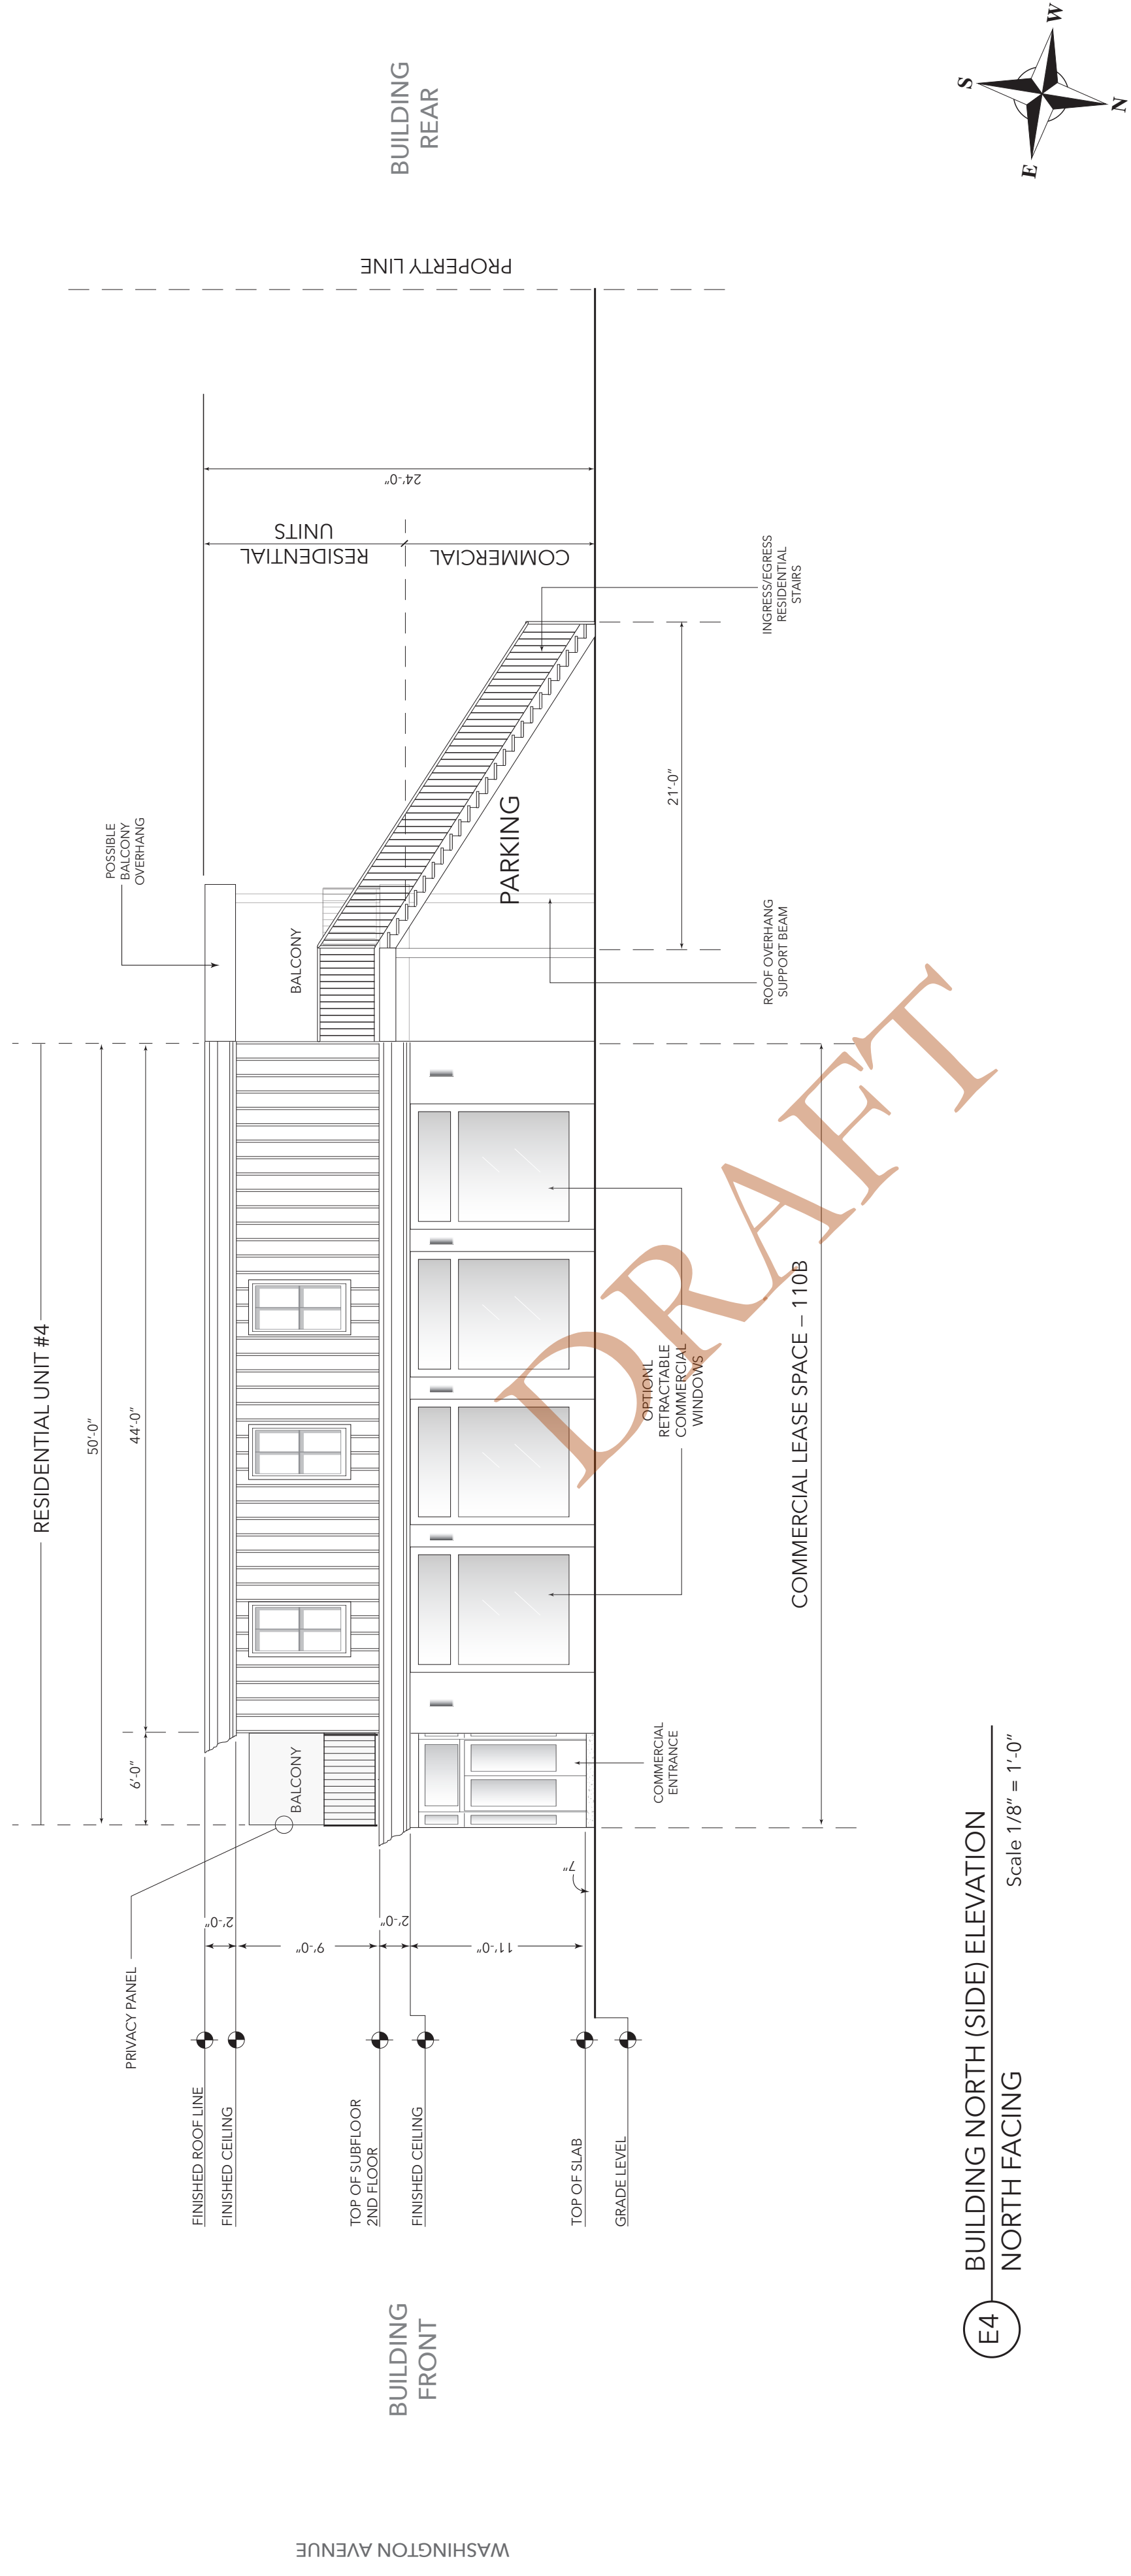 BUILDING
REAR
S
W
N
E
PROPERTY LINE
24'-0"
RESIDENTIAL
UNITS
COMMERCIAL
INGRESS/EGRESS
RESIDENTIAL
STAIRS
21'-0"
PARKING
POSSIBLE
BALCONY
OVERHANG
BALCONY
ROOF OVERHANG
SUPPORT BEAM
RESIDENTIAL UNIT #4
50'-0"
44'-0"
6'-0"
OPTION'L
RETRACTABLE
COMMERCIAL
WINDOWS
DRAFT
COMMERCIAL LEASE SPACE – 110B
BALCONY
COMMERCIAL
ENTRANCE
PRIVACY PANEL
2'-0"
9'-0"
2'-0"
11'-0"
7"
FINISHED ROOF LINE
FINISHED CEILING
TOP OF SUBFLOOR
2ND FLOOR
FINISHED CEILING
TOP OF SLAB
GRADE LEVEL
BUILDING
FRONT
E4
BUILDING NORTH (SIDE) ELEVATION
NORTH FACING
Scale 1/8" = 1'-0"
WASHINGTON AVENUE